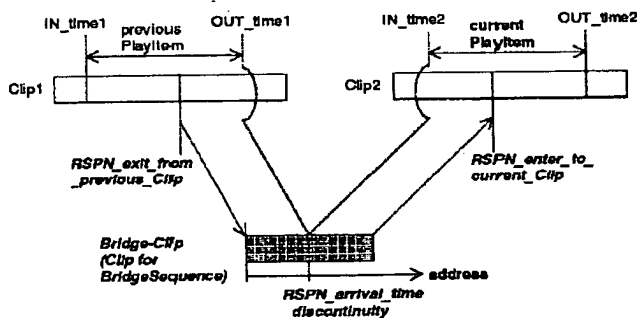 IN_time1
previous
PlayItem
OUT_time1
IN_time2
current
PlayItem
OUT_time2
Clip1
Clip2
RSPN_exit_from
_previous_Clip
RSPN_enter_to_
current_Clip
Bridge-Clip
(Clip for
BridgeSequence)
address
RSPN_arrival_time
discontinuity